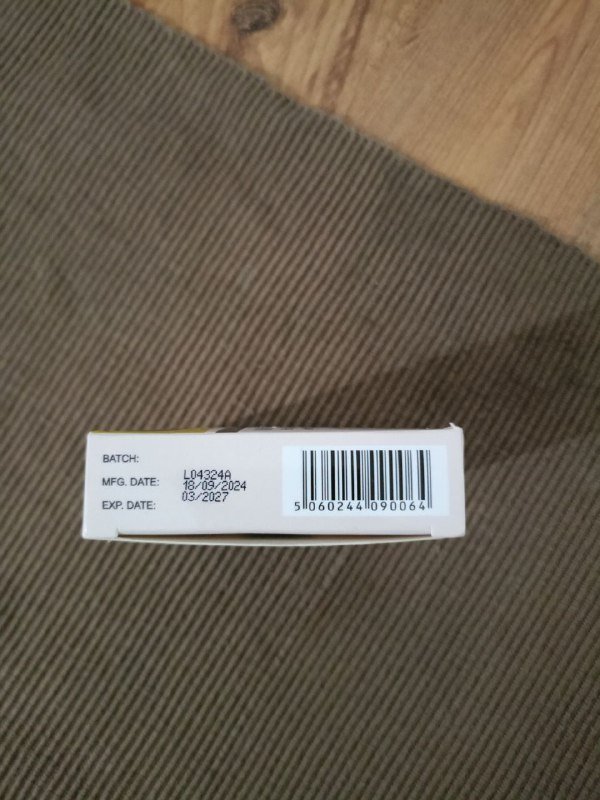 BATCH:
L04324A
MFG. DATE:
18/09/2024
EXP. DATE:
03/2027
5 060244 090064